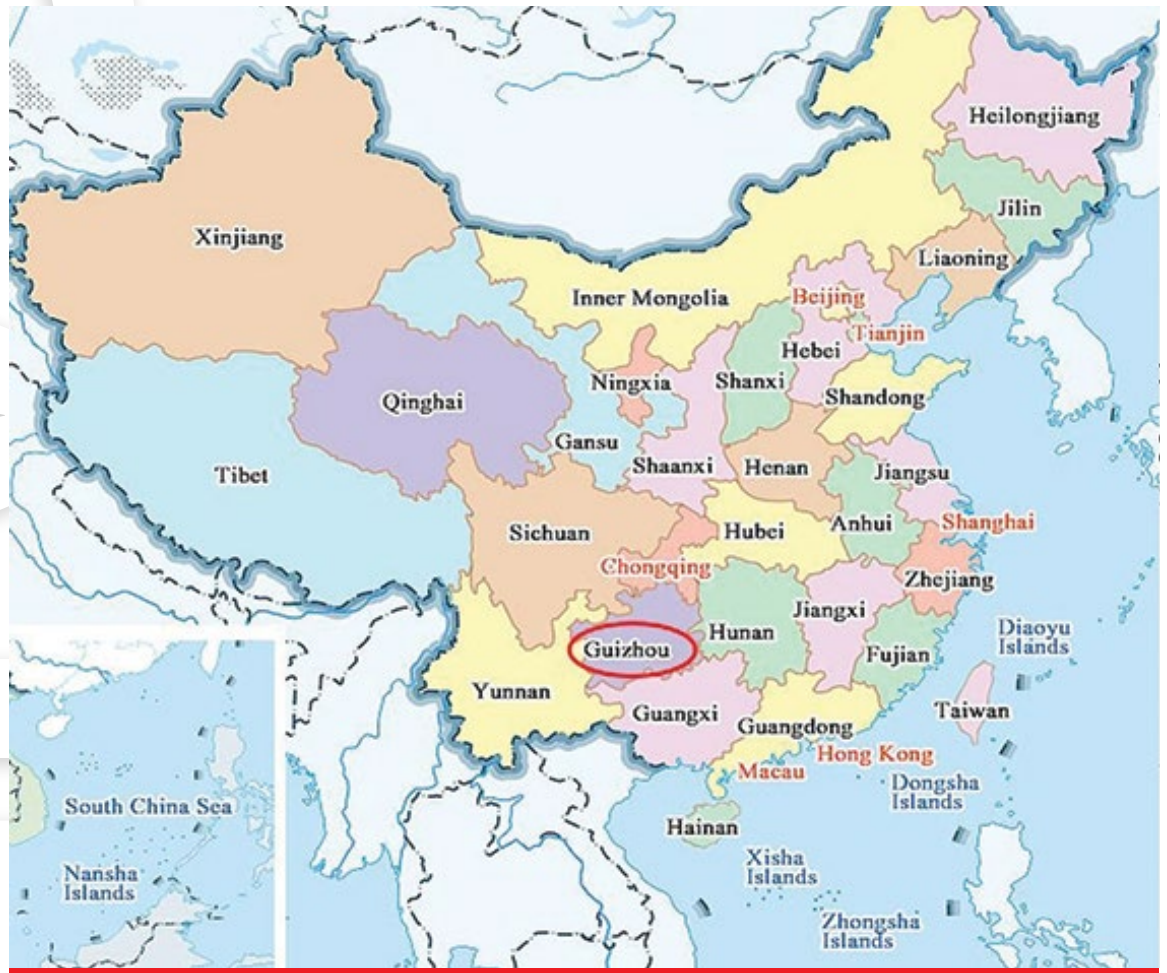 Heilongjiang
Jilin
Xinjiang
Liaoning
Inner Mongolia
Beijing
Tianjin
Hebei
Ningxia
Shanxi
Qinghai
Shandong
Gansu
Shaanxi
Henan
Jiangsu
Tibet
Sichuan
Hubei
Anhui
Shanghai
Chongqing
Zhejiang
Jiangxi
Hunan
Diaoyu
Islands
Guizhou
Fujian
Yunnan
Guangxi
Guangdong
Taiwan
Hong Kong
Macau
Dongsha
Islands
South China Sea
Hainan
Xisha
Islands
Nansha
Islands
Zhongsha
Islands